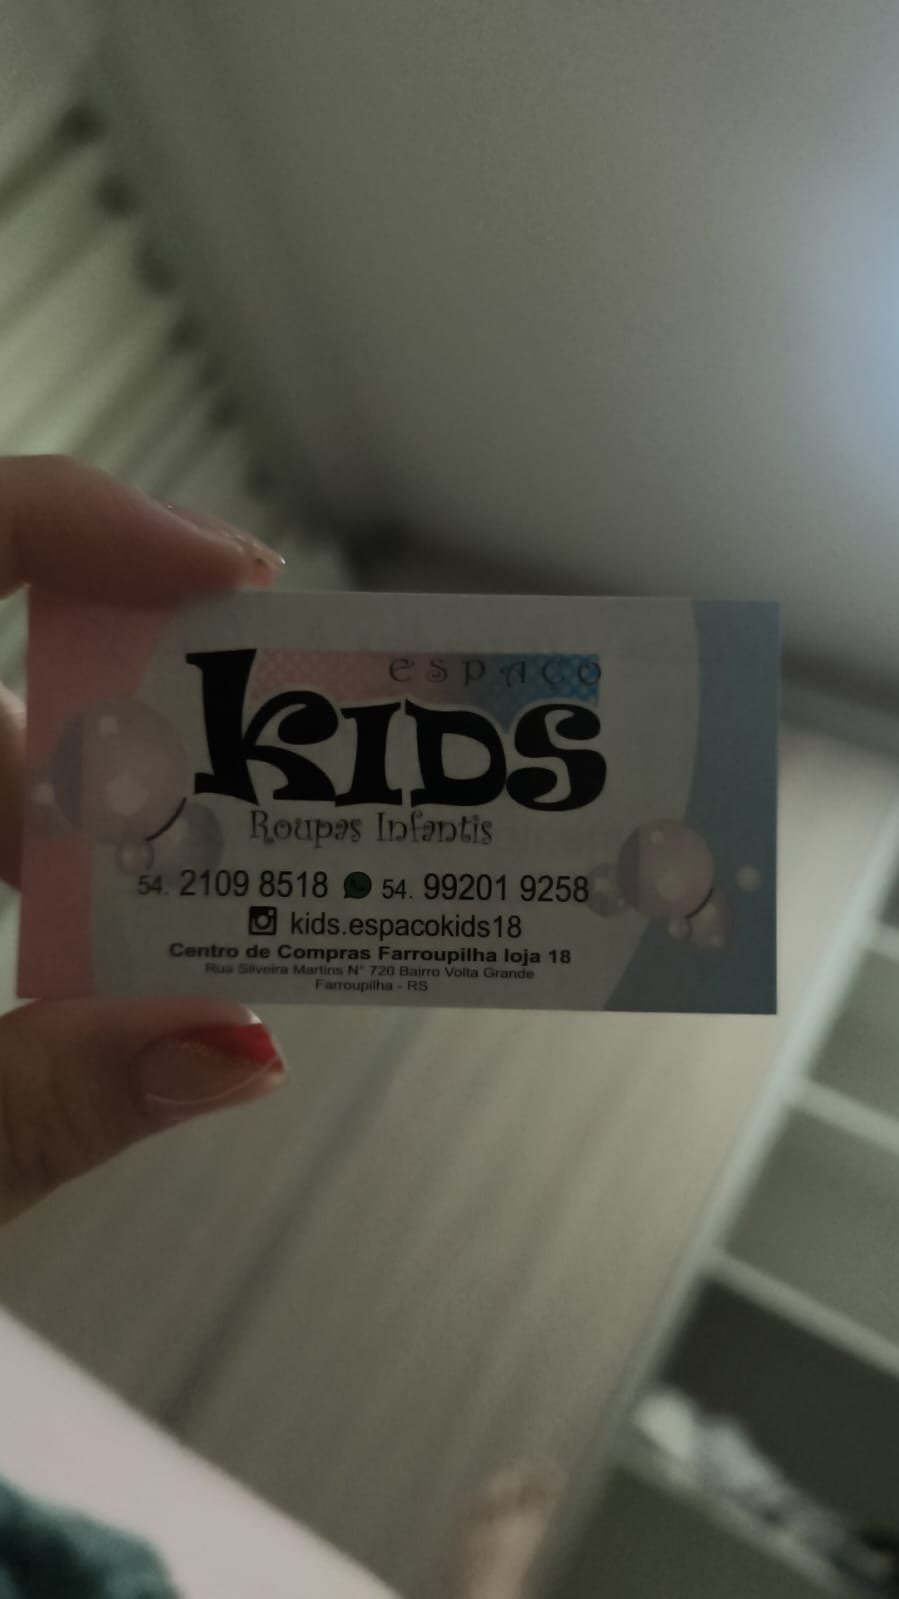 espaço
Kids
Roupas Infantis
54. 2109 8518 54. 99201 9258
kids.espacokids18
Centro de Compras Farroupilha loja 18
Rua Silveira Martins N° 720 Bairro Volta Grande
Farroupilha - RS